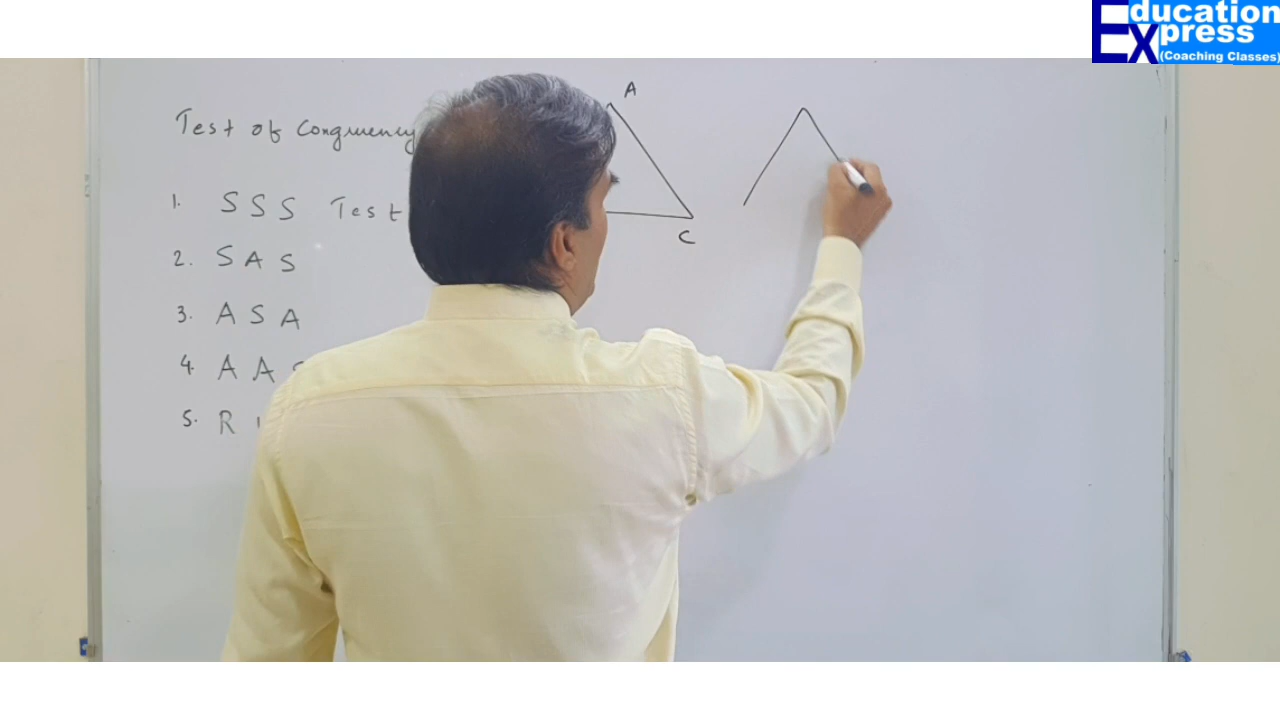 Education
Express
(Coaching Classes)
Test of Congruency
A
1. SSS Test
C
2. SAS
3. ASA
4. AA
5. R